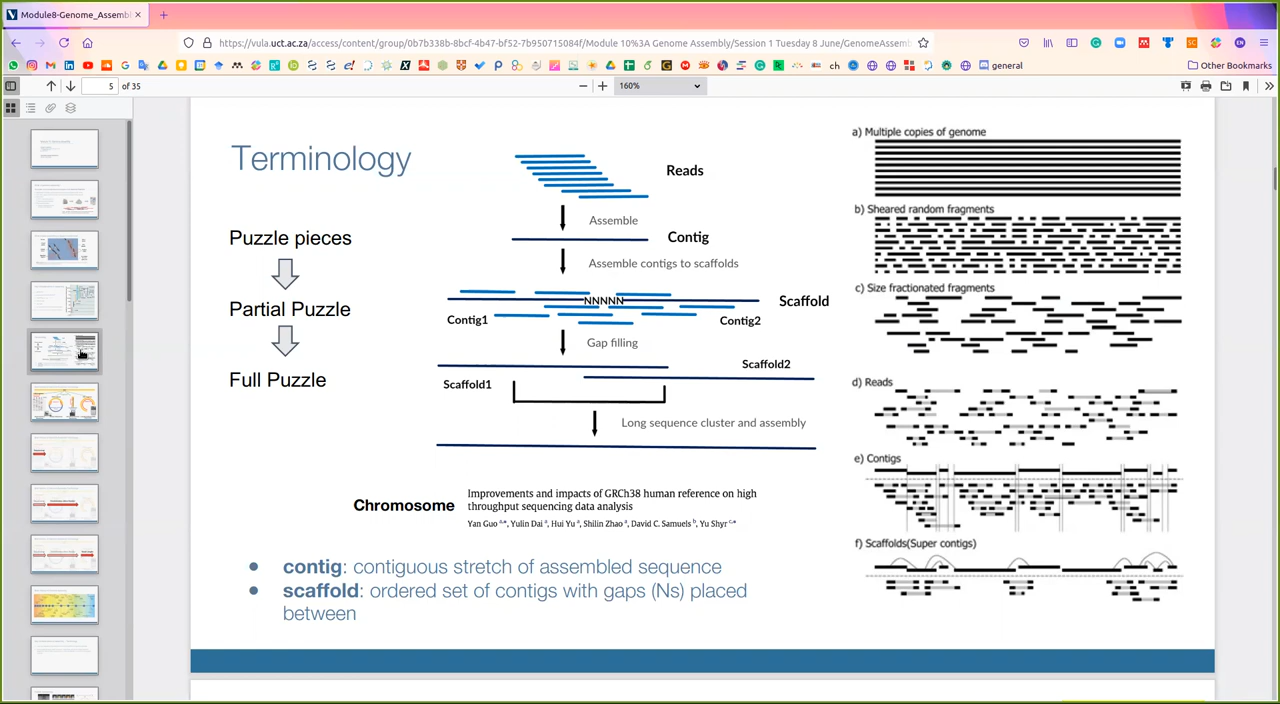 Module8-Genome_Assembl
https://vula.uct.ac.za/access/content/group/0b7b338b-8bcf-4b47-bf52-7b950715084f/Module 10%3A Genome Assembly/Session 1 Tuesday 8 June/GenomeAssemb
ch
general
Other Bookmarks
5 of 35
160%
Terminology
Puzzle pieces
Partial Puzzle
Full Puzzle
Reads
Assemble
Contig
Assemble contigs to scaffolds
NNNNN
Scaffold
Contig1
Contig2
Gap filling
Scaffold2
Scaffold1
Long sequence cluster and assembly
Chromosome
Improvements and impacts of GRCh38 human reference on high
throughput sequencing data analysis
Yan Guo a,*, Yulin Dai a, Hui Yu a, Shilin Zhao a, David C. Samuels b, Yu Shyr c,*
• contig: contiguous stretch of assembled sequence
• scaffold: ordered set of contigs with gaps (Ns) placed
between
a) Multiple copies of genome
b) Sheared random fragments
c) Size fractionated fragments
d) Reads
e) Contigs
f) Scaffolds(Super contigs)